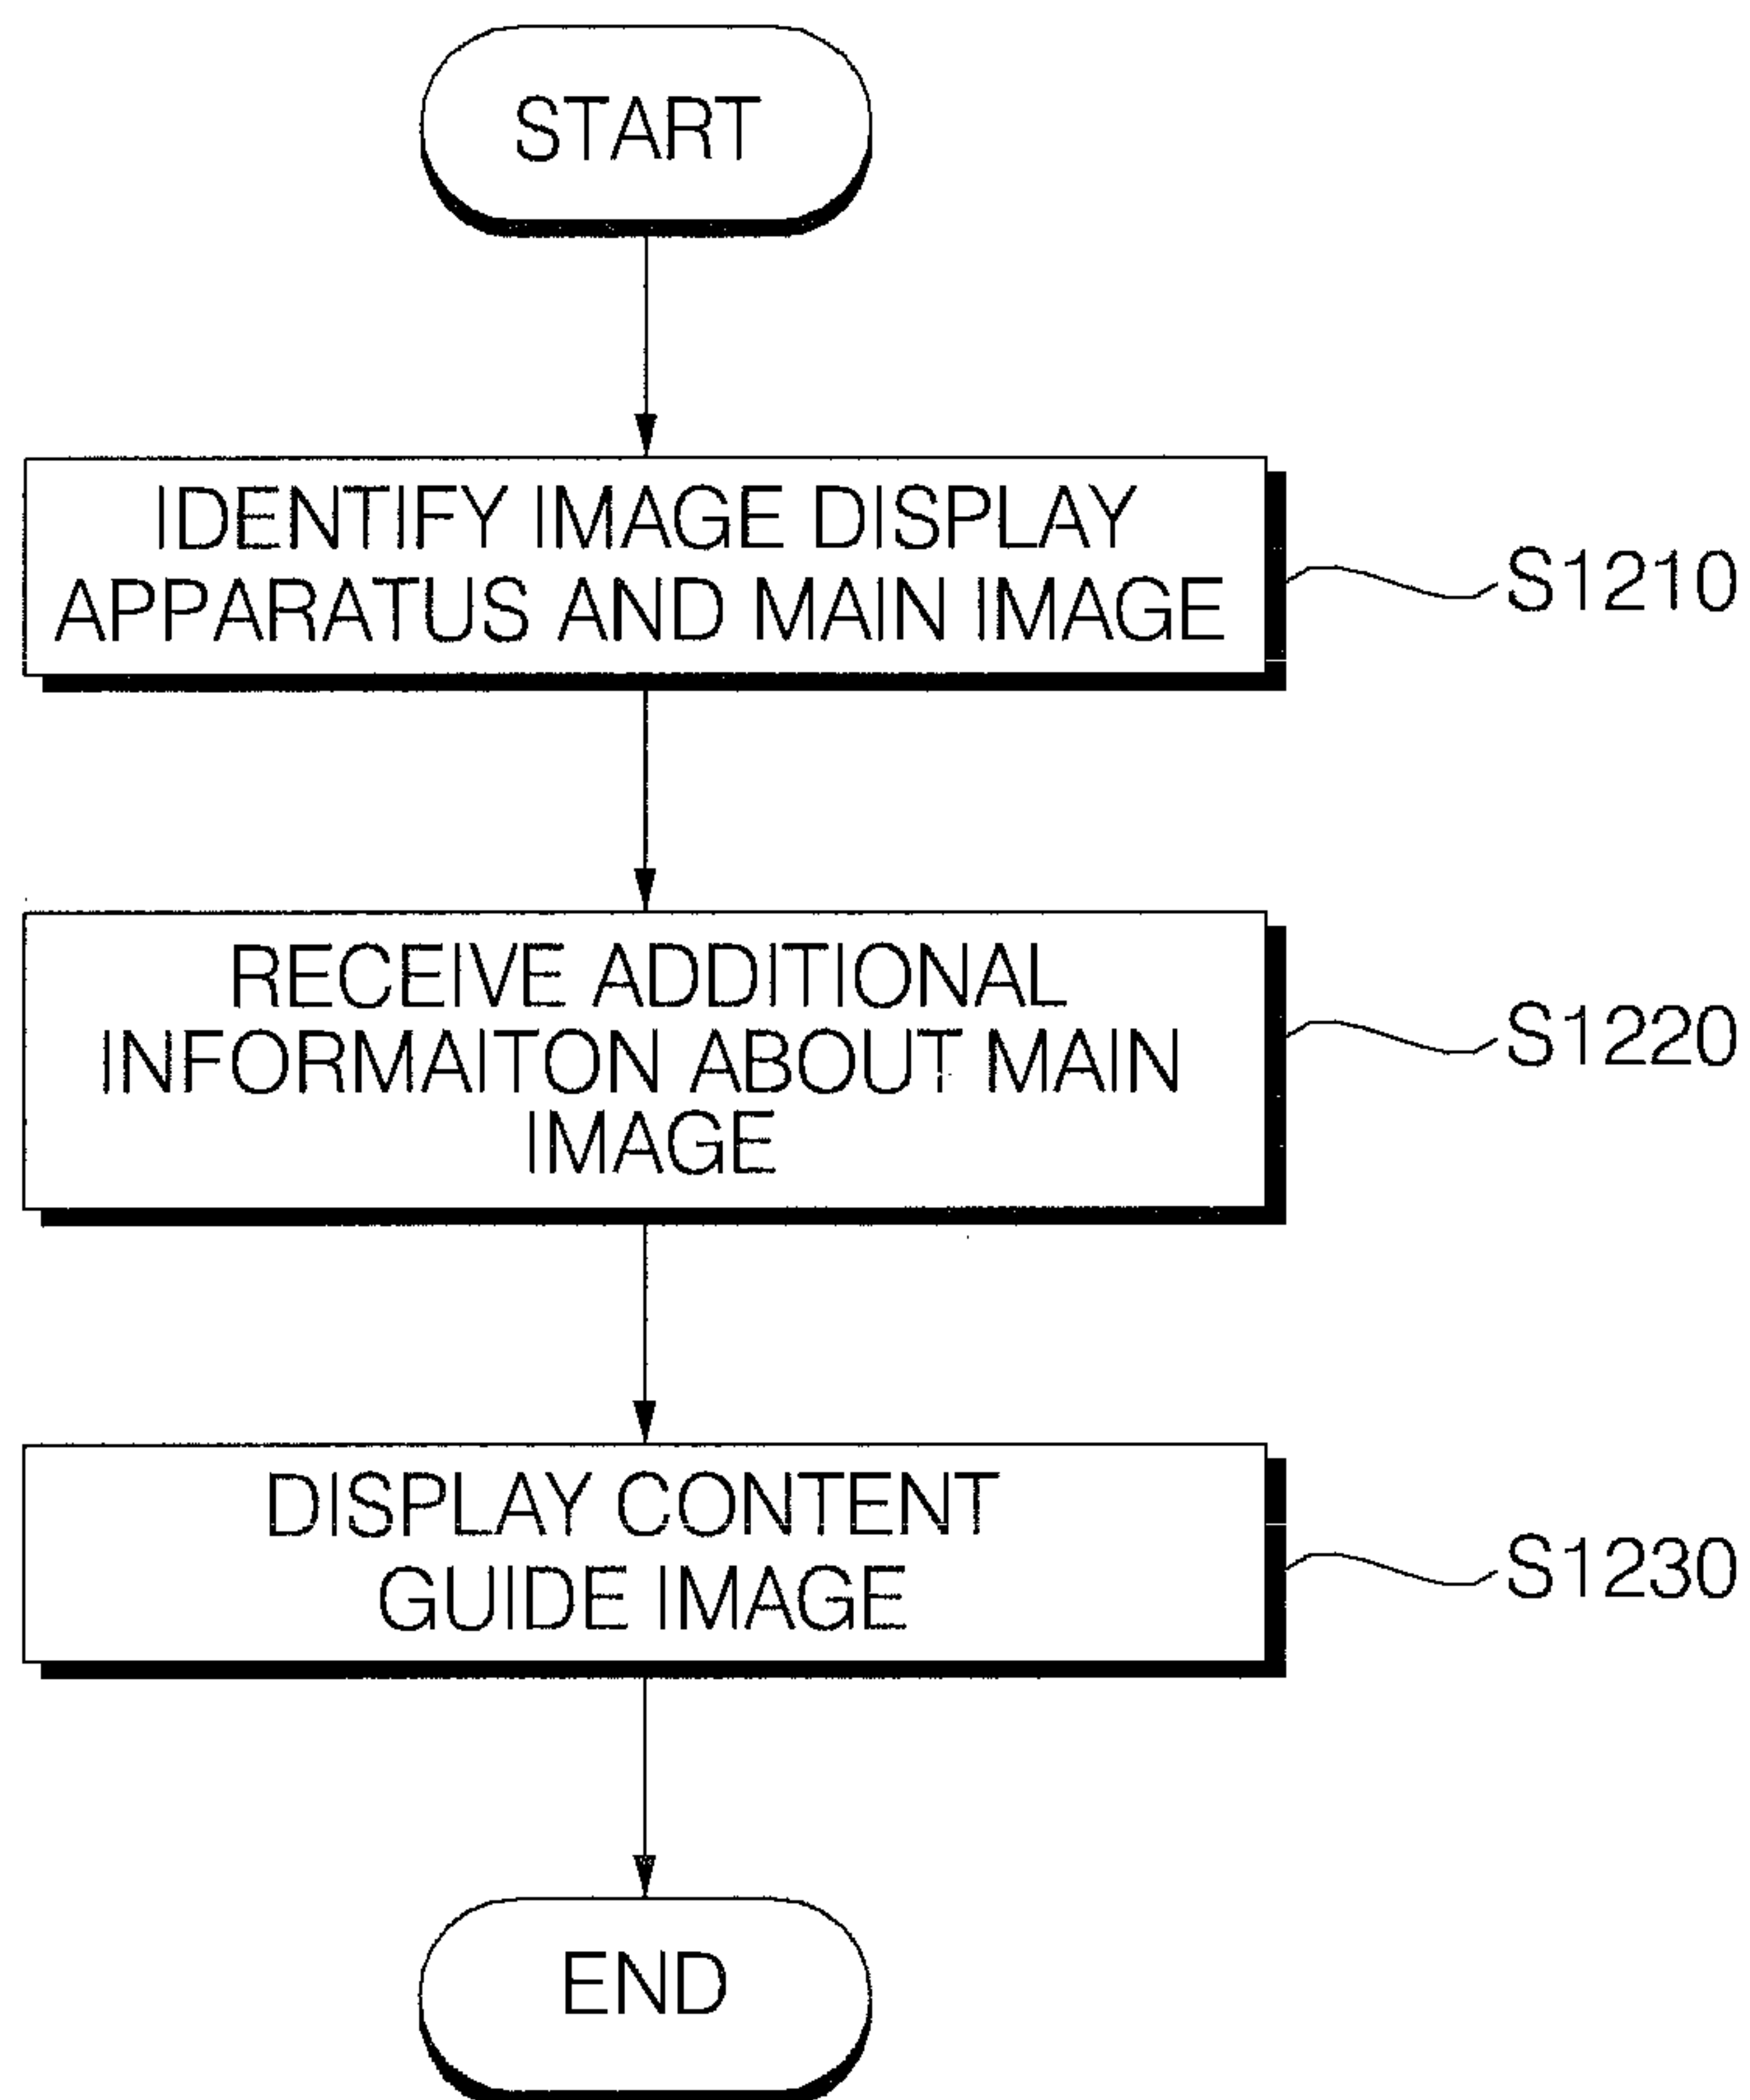 START
IDENTIFY IMAGE DISPLAY
APPARATUS AND MAIN IMAGE
S1210
RECEIVE ADDITIONAL
INFORMAITON ABOUT MAIN
IMAGE
S1220
DISPLAY CONTENT
GUIDE IMAGE
S1230
END